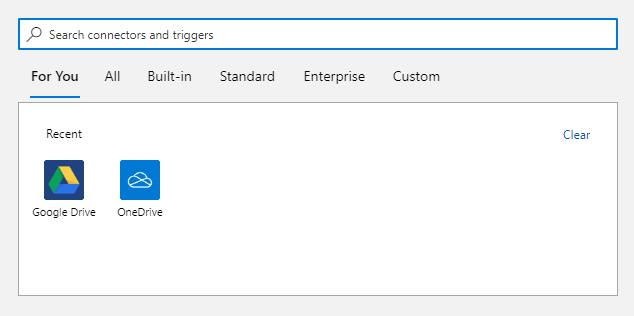 Search connectors and triggers
For You All Built-in Standard Enterprise Custom
Recent Clear
Google Drive OneDrive